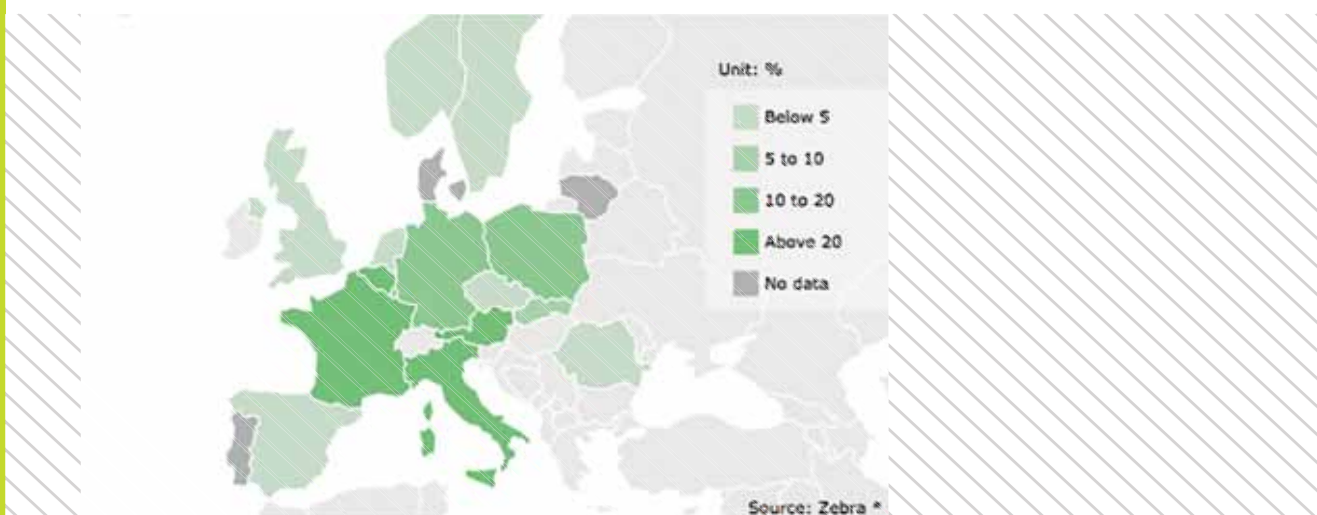 Unit: %
Below 5
5 to 10
10 to 20
Above 20
No data
Source: Zebra *